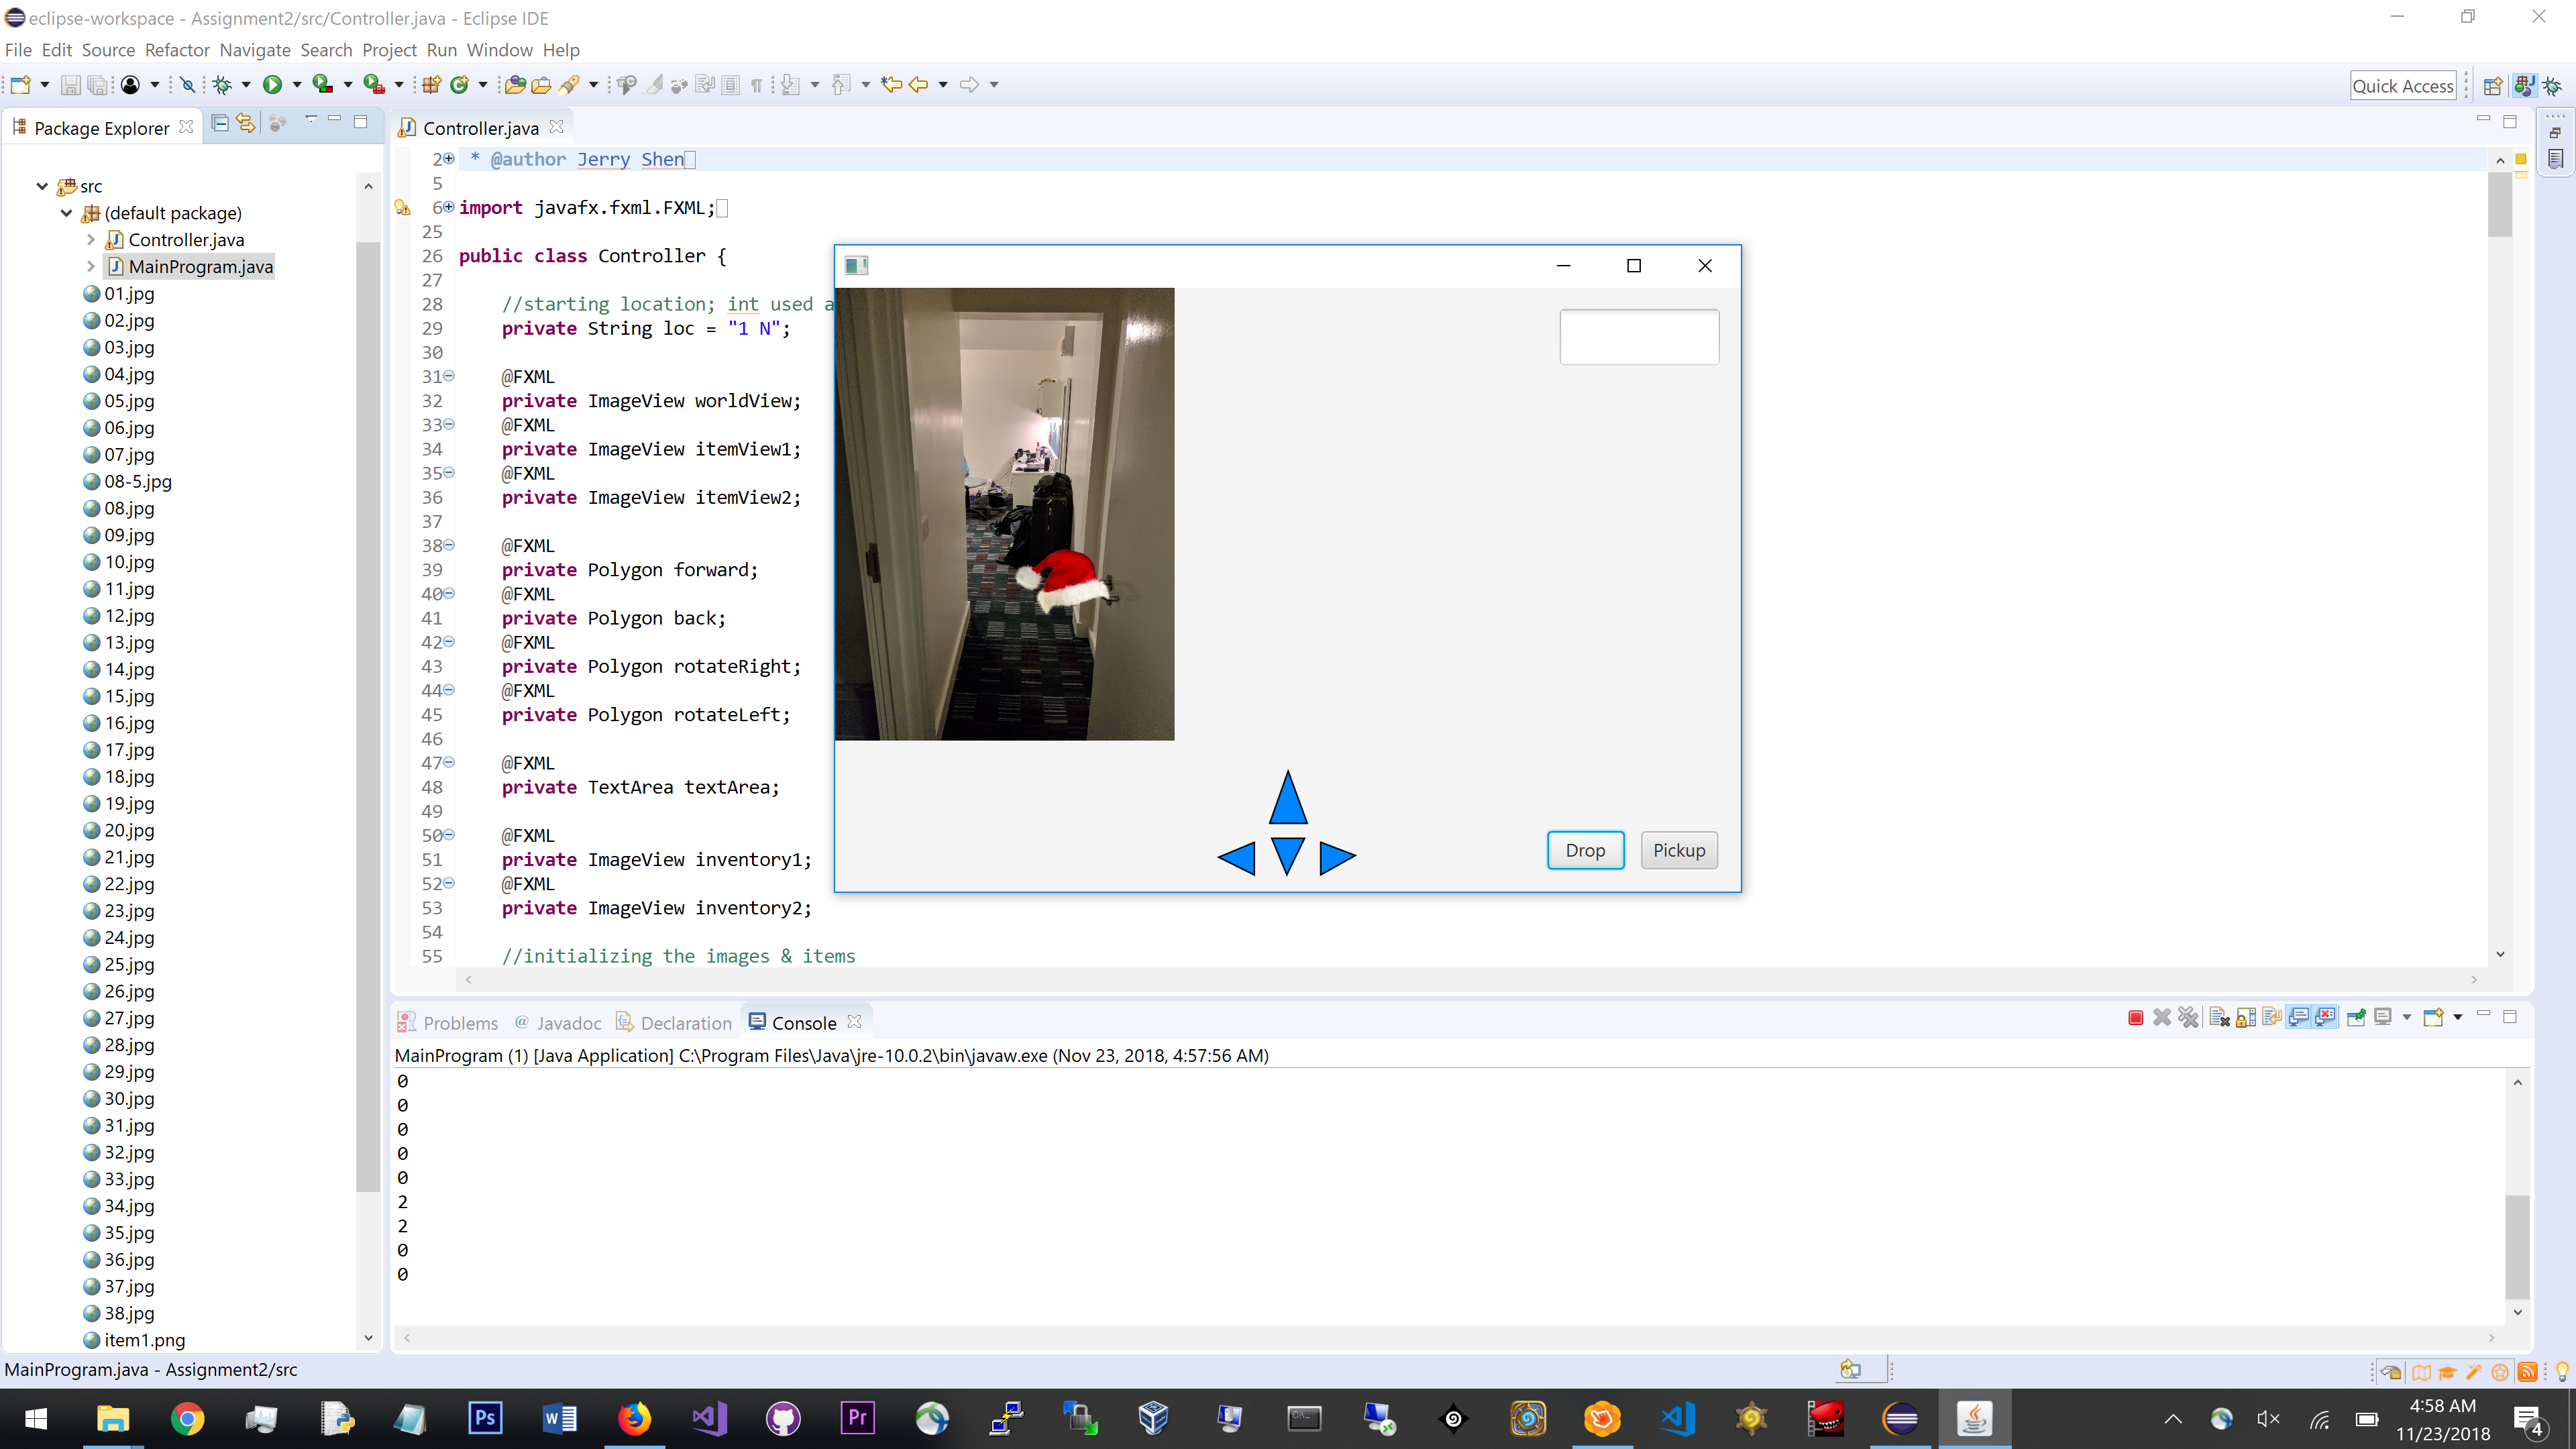 eclipse-workspace - Assignment2/src/Controller.java - Eclipse IDE
File Edit Source Refactor Navigate Search Project Run Window Help
Quick Access
Package Explorer
src
(default package)
Controller.java
MainProgram.java
01.jpg
02.jpg
03.jpg
04.jpg
05.jpg
06.jpg
07.jpg
08-5.jpg
08.jpg
09.jpg
10.jpg
11.jpg
12.jpg
13.jpg
14.jpg
15.jpg
16.jpg
17.jpg
18.jpg
19.jpg
20.jpg
21.jpg
22.jpg
23.jpg
24.jpg
25.jpg
26.jpg
27.jpg
28.jpg
29.jpg
30.jpg
31.jpg
32.jpg
33.jpg
34.jpg
35.jpg
36.jpg
37.jpg
38.jpg
item1.png
Controller.java
2 * @author Jerry Shen
5
6 import javafx.fxml.FXML;
25
26 public class Controller {
27
28 //starting location; int used a
29 private String loc = "1 N";
30
31 @FXML
32 private ImageView worldView;
33 @FXML
34 private ImageView itemView1;
35 @FXML
36 private ImageView itemView2;
37
38 @FXML
39 private Polygon forward;
40 @FXML
41 private Polygon back;
42 @FXML
43 private Polygon rotateRight;
44 @FXML
45 private Polygon rotateLeft;
46
47 @FXML
48 private TextArea textArea;
49
50 @FXML
51 private ImageView inventory1;
52 @FXML
53 private ImageView inventory2;
54
55 //initializing the images & items
Drop Pickup
Problems @ Javadoc Declaration Console
MainProgram (1) [Java Application] C:\Program Files\Java\jre-10.0.2\bin\javaw.exe (Nov 23, 2018, 4:57:56 AM)
0
0
0
0
0
2
2
0
0
MainProgram.java - Assignment2/src
Ps
W
Pr
4:58 AM
11/23/2018
4